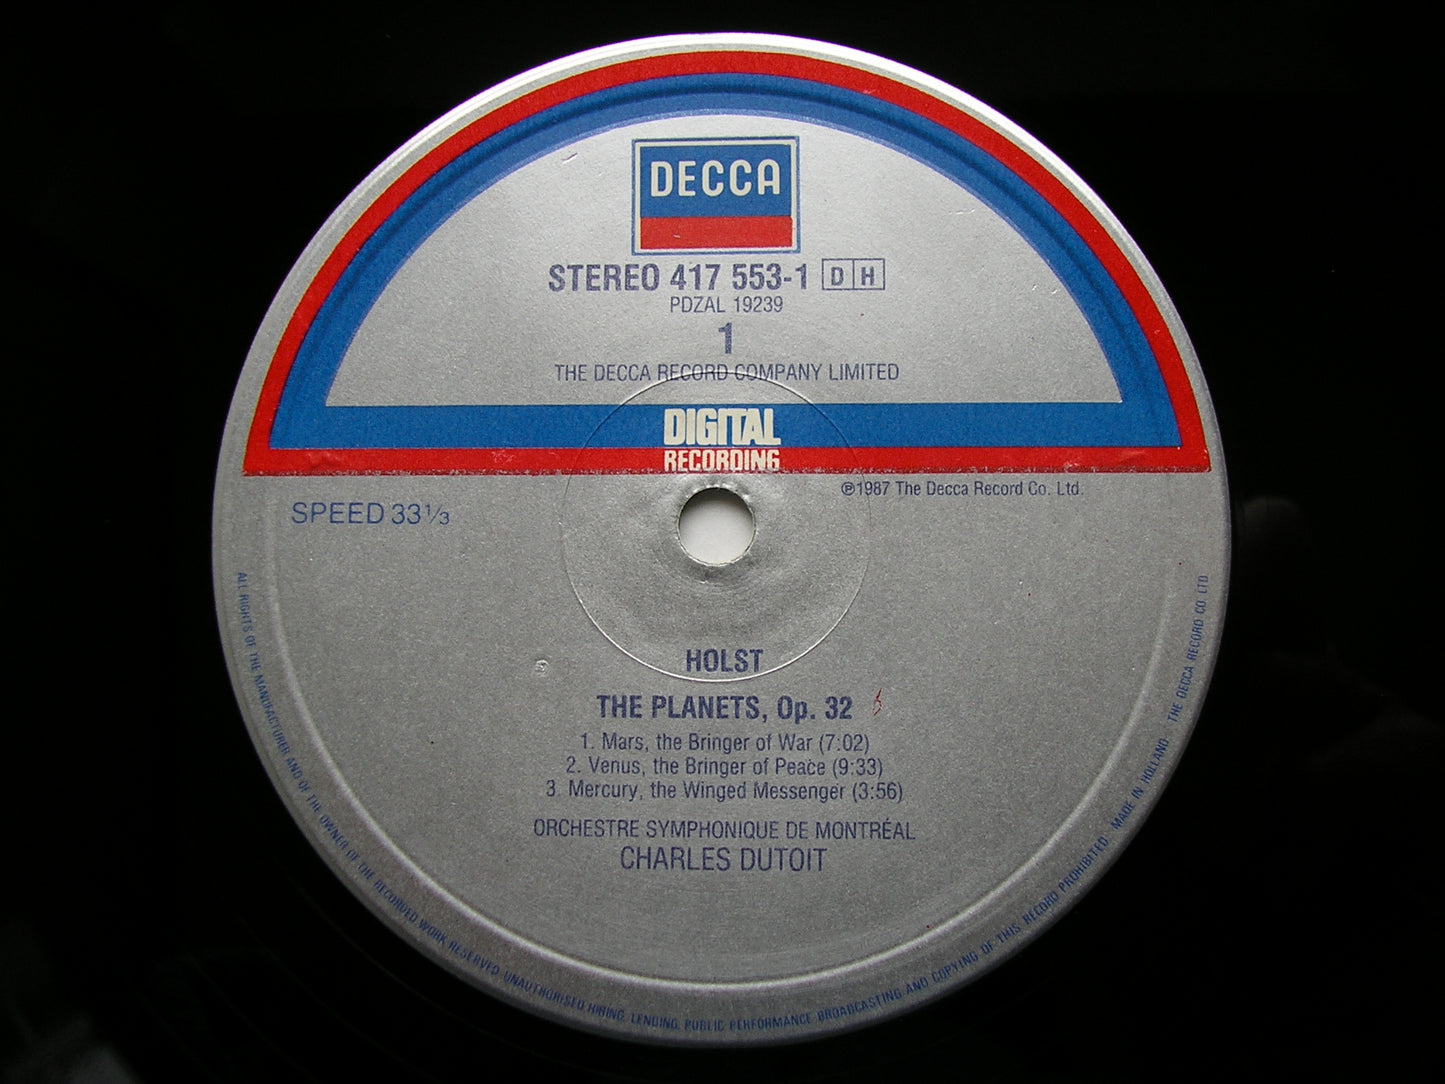 DECCA
STEREO 417 553-1 D H
PDZAL 19239
1
THE DECCA RECORD COMPANY LIMITED
DIGITAL
RECORDING
℗1987 The Decca Record Co. Ltd.
SPEED 33⅓
HOLST
THE PLANETS, Op. 32
1. Mars, the Bringer of War (7:02)
2. Venus, the Bringer of Peace (9:33)
3. Mercury, the Winged Messenger (3:56)
ORCHESTRE SYMPHONIQUE DE MONTRÉAL
CHARLES DUTOIT
ALL RIGHTS OF THE MANUFACTURER AND OF THE OWNER OF THE RECORDED WORK RESERVED UNAUTHORISED HIRING, LENDING, PUBLIC PERFORMANCE BROADCASTING AND COPYING OF THIS RECORD PROHIBITED. MADE IN HOLLAND · THE DECCA RECORD CO LTD